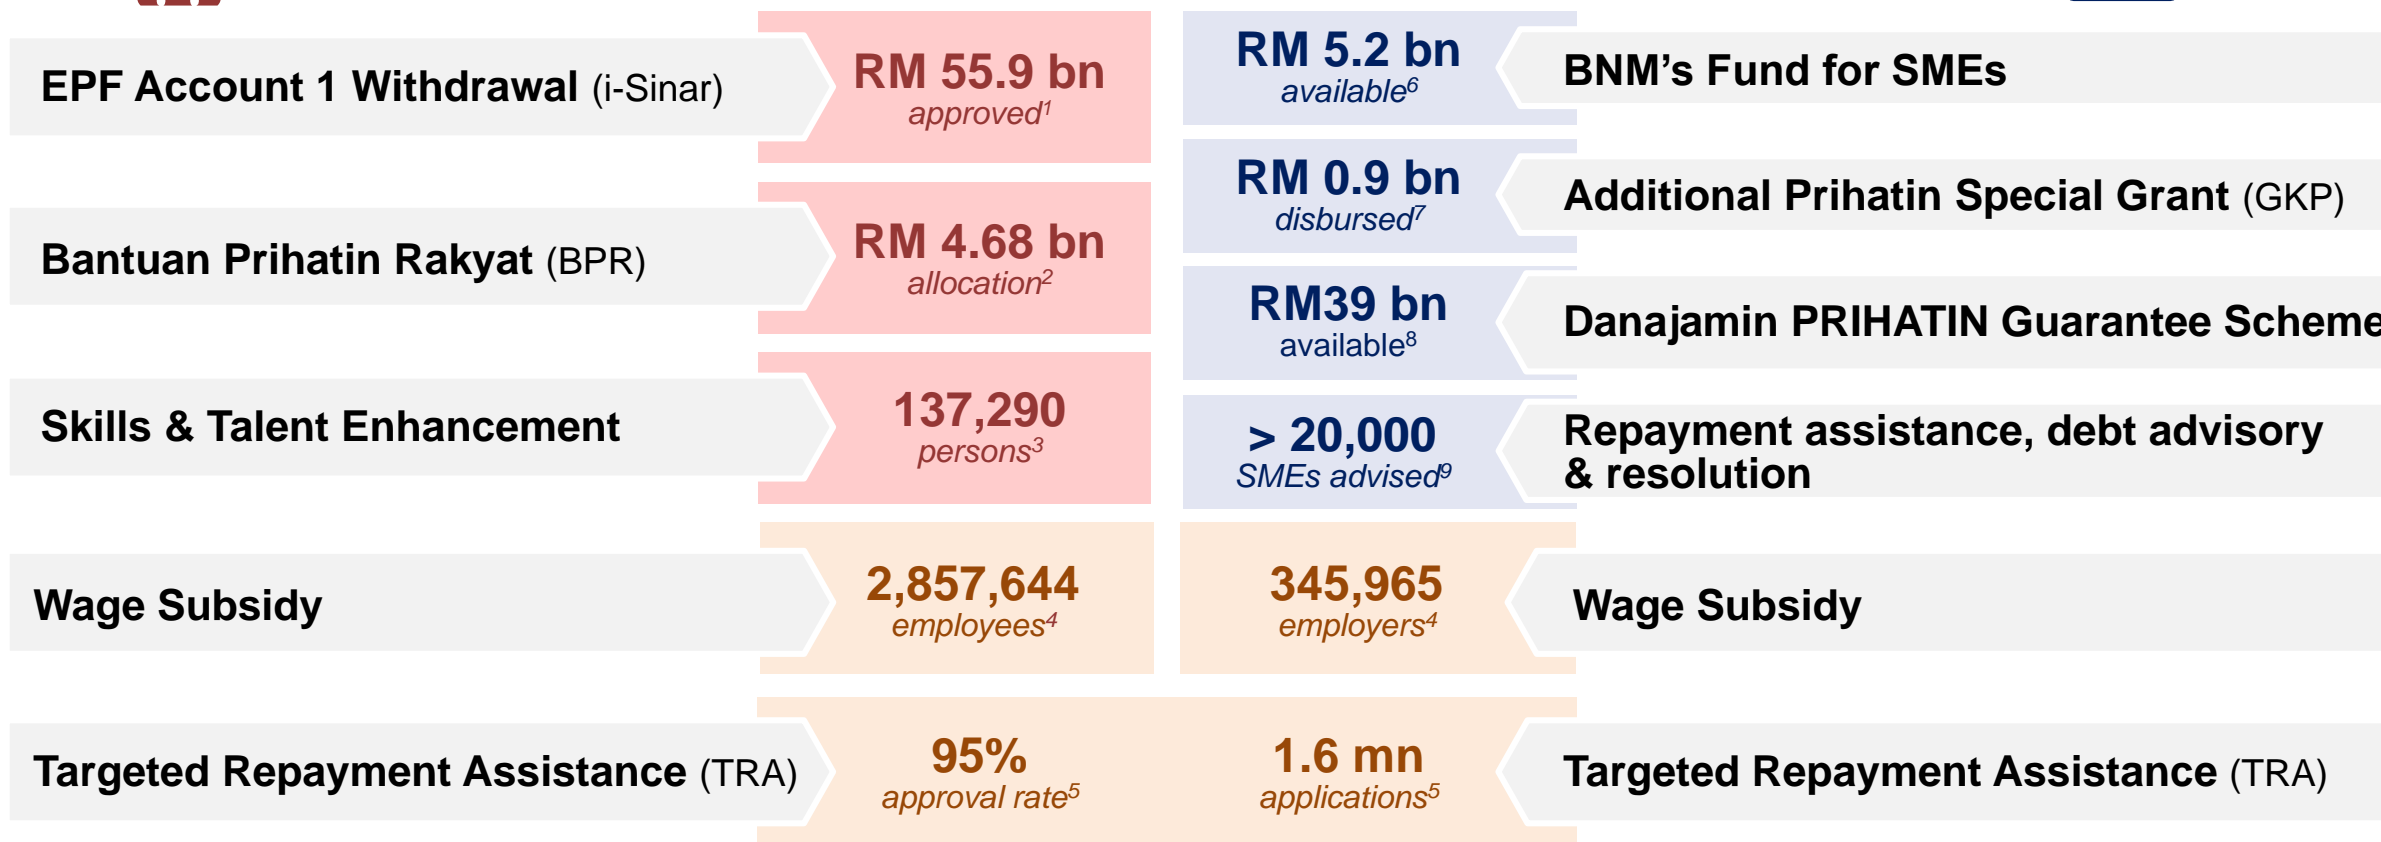 EPF Account 1 Withdrawal (i-Sinar)
RM 55.9 bn
approved¹
Bantuan Prihatin Rakyat (BPR)
RM 4.68 bn
allocation²
Skills & Talent Enhancement
137,290
persons³
Wage Subsidy
2,857,644
employees⁴
Targeted Repayment Assistance (TRA)
95%
approval rate⁵
RM 5.2 bn
available⁶
BNM’s Fund for SMEs
RM 0.9 bn
disbursed⁷
Additional Prihatin Special Grant (GKP)
RM39 bn
available⁸
Danajamin PRIHATIN Guarantee Scheme
> 20,000
SMEs advised⁹
Repayment assistance, debt advisory
& resolution
345,965
employers⁴
Wage Subsidy
1.6 mn
applications⁵
Targeted Repayment Assistance (TRA)